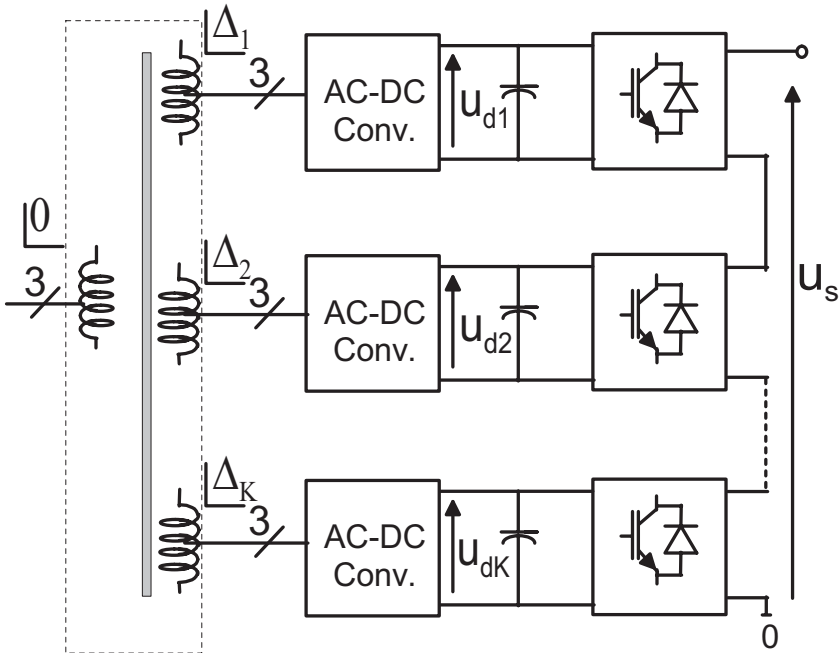 Δ1
3
AC-DC
Conv.
ud1
0
3
Δ2
3
AC-DC
Conv.
ud2
us
ΔK
3
AC-DC
Conv.
udK
0